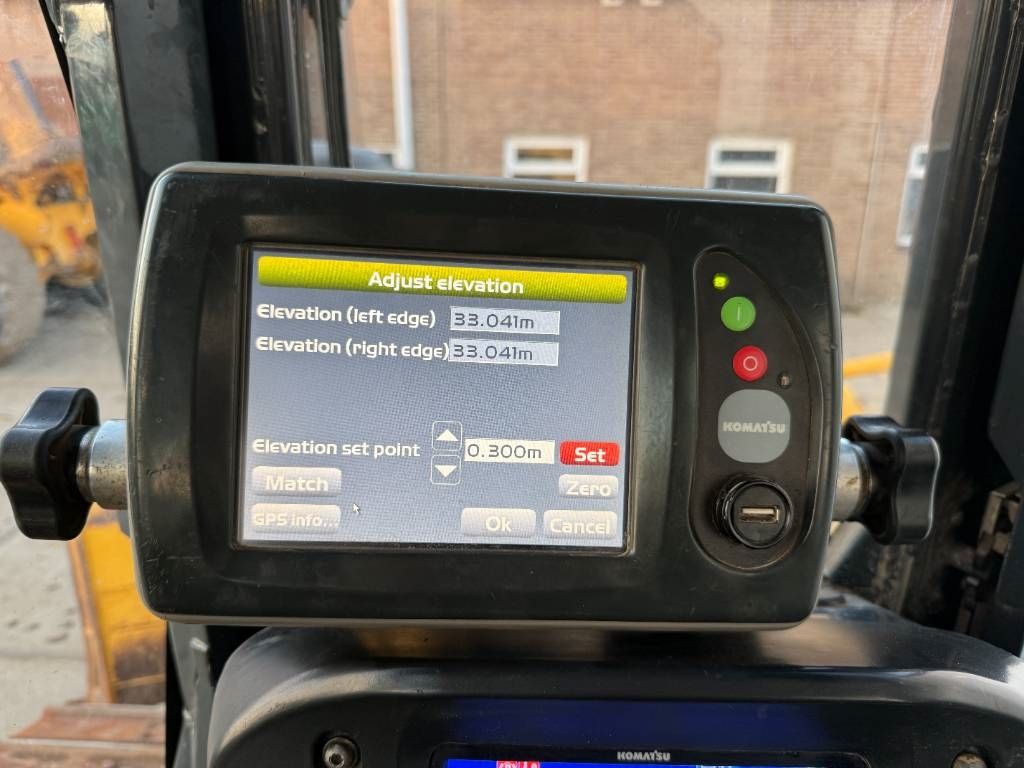 Adjust elevation
Elevation (left edge) 33.041m
Elevation (right edge) 33.041m
Elevation set point 0.300m Set
Match Zero
GPS info... Ok Cancel
KOMATSU
KOMATSU